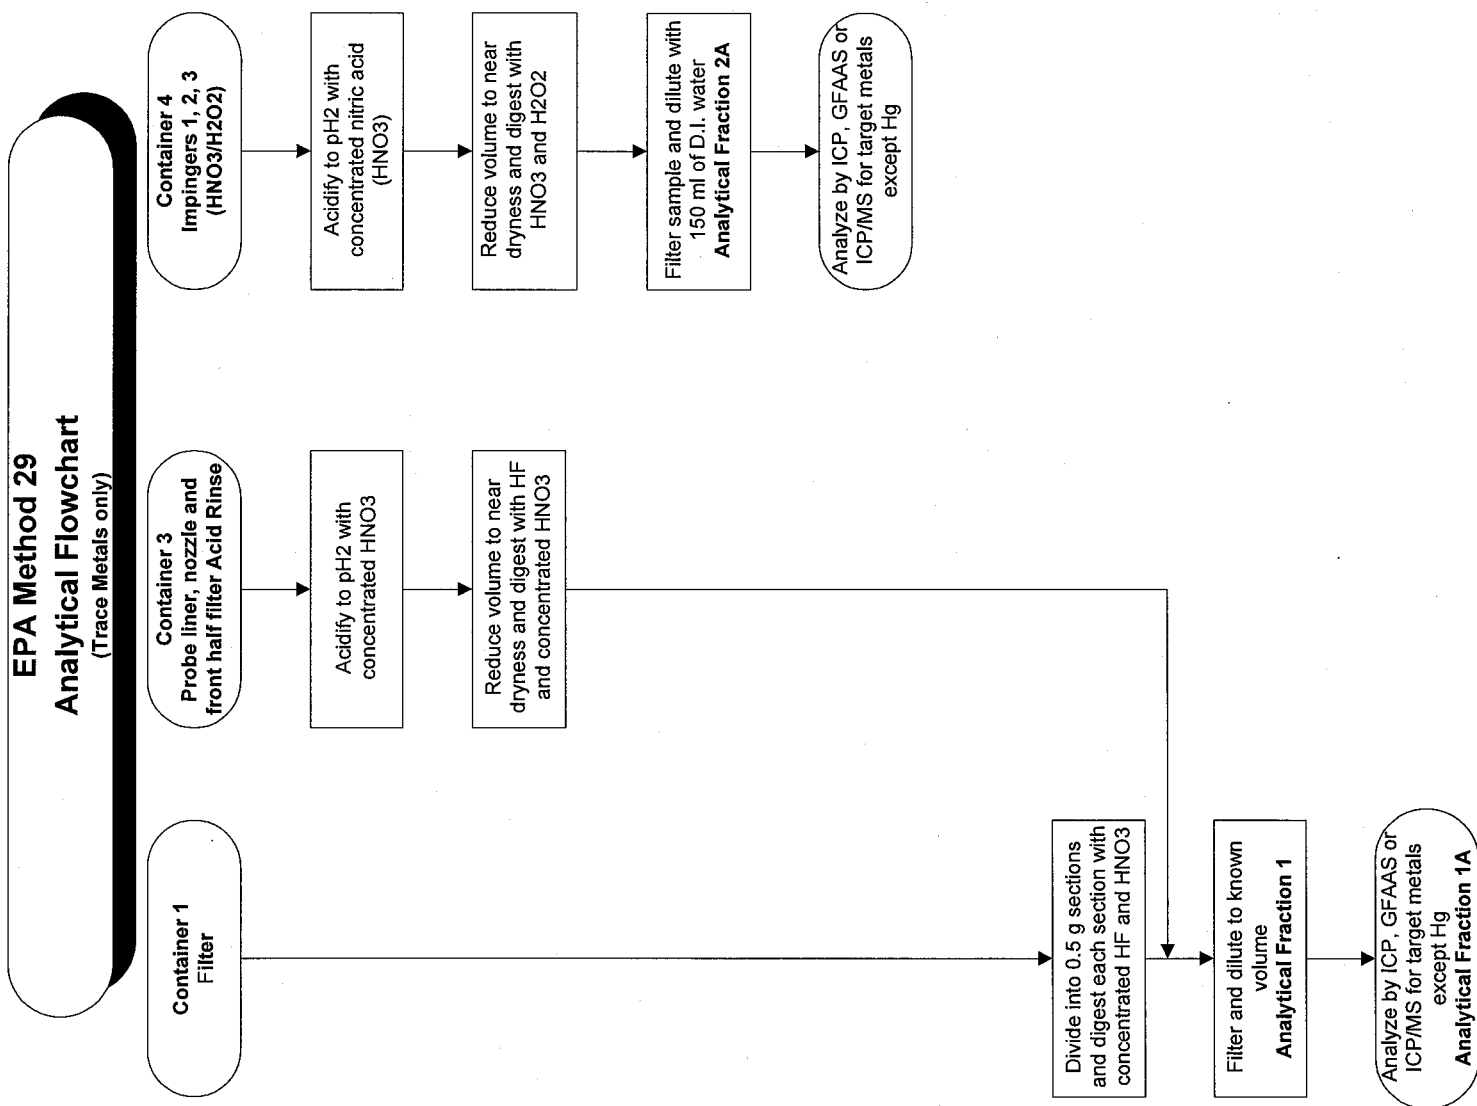 EPA Method 29
Analytical Flowchart
(Trace Metals only)
Container 1
Filter
Divide into 0.5 g sections
and digest each section with
concentrated HF and HNO3
Filter and dilute to known
volume
Analytical Fraction 1
Analyze by ICP, GFAAS or
ICP/MS for target metals
except Hg
Analytical Fraction 1A
Container 3
Probe liner, nozzle and
front half filter Acid Rinse
Acidify to pH2 with
concentrated HNO3
Reduce volume to near
dryness and digest with HF
and concentrated HNO3
Container 4
Impingers 1, 2, 3
(HNO3/H2O2)
Acidify to pH2 with
concentrated nitric acid
(HNO3)
Reduce volume to near
dryness and digest with
HNO3 and H2O2
Filter sample and dilute with
150 ml of D.I. water
Analytical Fraction 2A
Analyze by ICP, GFAAS or
ICP/MS for target metals
except Hg